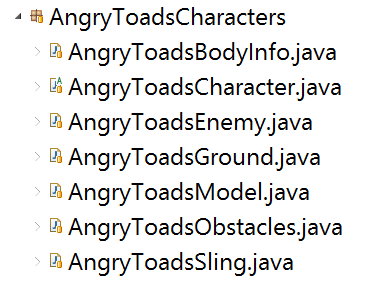 AngryToadsCharacters
AngryToadsBodyInfo.java
AngryToadsCharacter.java
AngryToadsEnemy.java
AngryToadsGround.java
AngryToadsModel.java
AngryToadsObstacles.java
AngryToadsSling.java